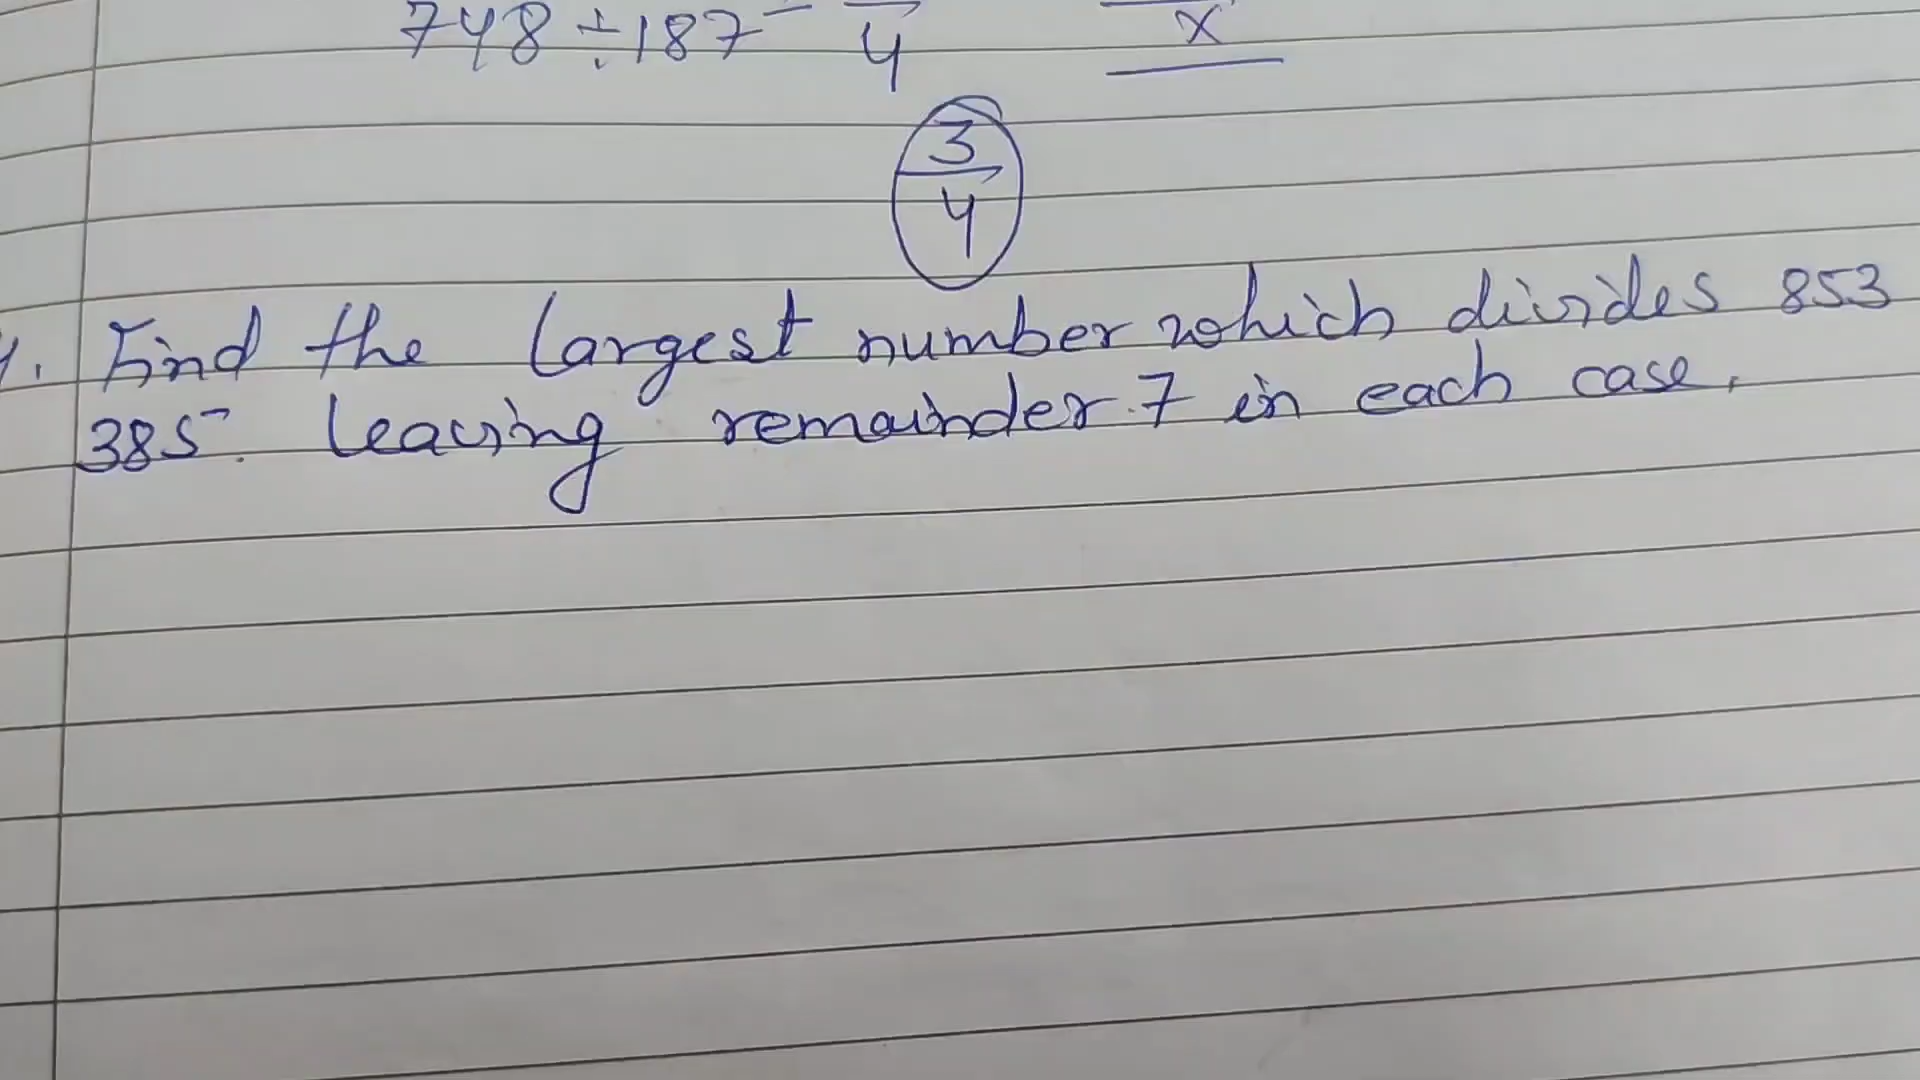 748 ÷ 187 = 4 x
3
4
1. Find the largest number which divides 853
385. leaving remainder 7 in each case.